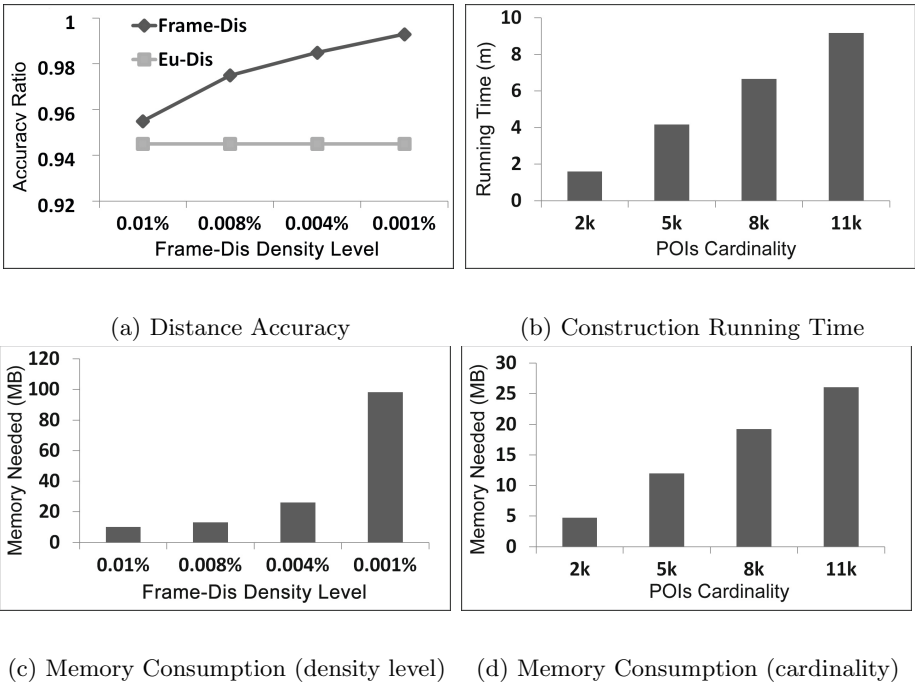 1
0.98
0.96
0.94
0.92
Accuracy Ratio
Frame-Dis
Eu-Dis
0.01% 0.008% 0.004% 0.001%
Frame-Dis Density Level
(a) Distance Accuracy
10
8
6
4
2
0
Running Time (m)
2k 5k 8k 11k
POIs Cardinality
(b) Construction Running Time
120
100
80
60
40
20
0
Memory Needed (MB)
0.01% 0.008% 0.004% 0.001%
Frame-Dis Density Level
(c) Memory Consumption (density level)
30
25
20
15
10
5
0
Memory Needed (MB)
2k 5k 8k 11k
POIs Cardinality
(d) Memory Consumption (cardinality)